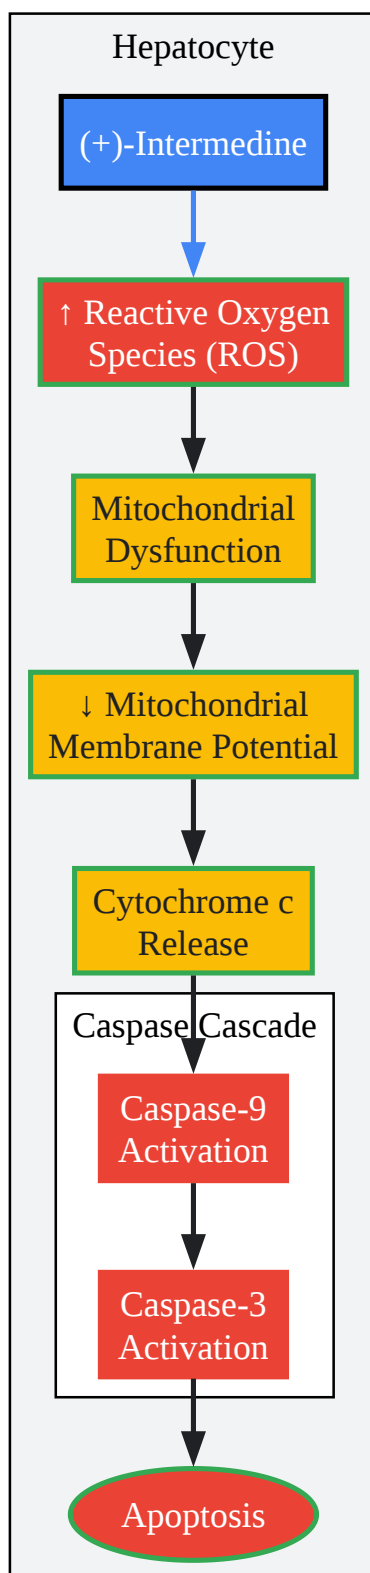 Hepatocyte
(+)-Intermedine
↑ Reactive Oxygen
Species (ROS)
Mitochondrial
Dysfunction
↓ Mitochondrial
Membrane Potential
Cytochrome c
Release
Caspase Cascade
Caspase-9
Activation
Caspase-3
Activation
Apoptosis